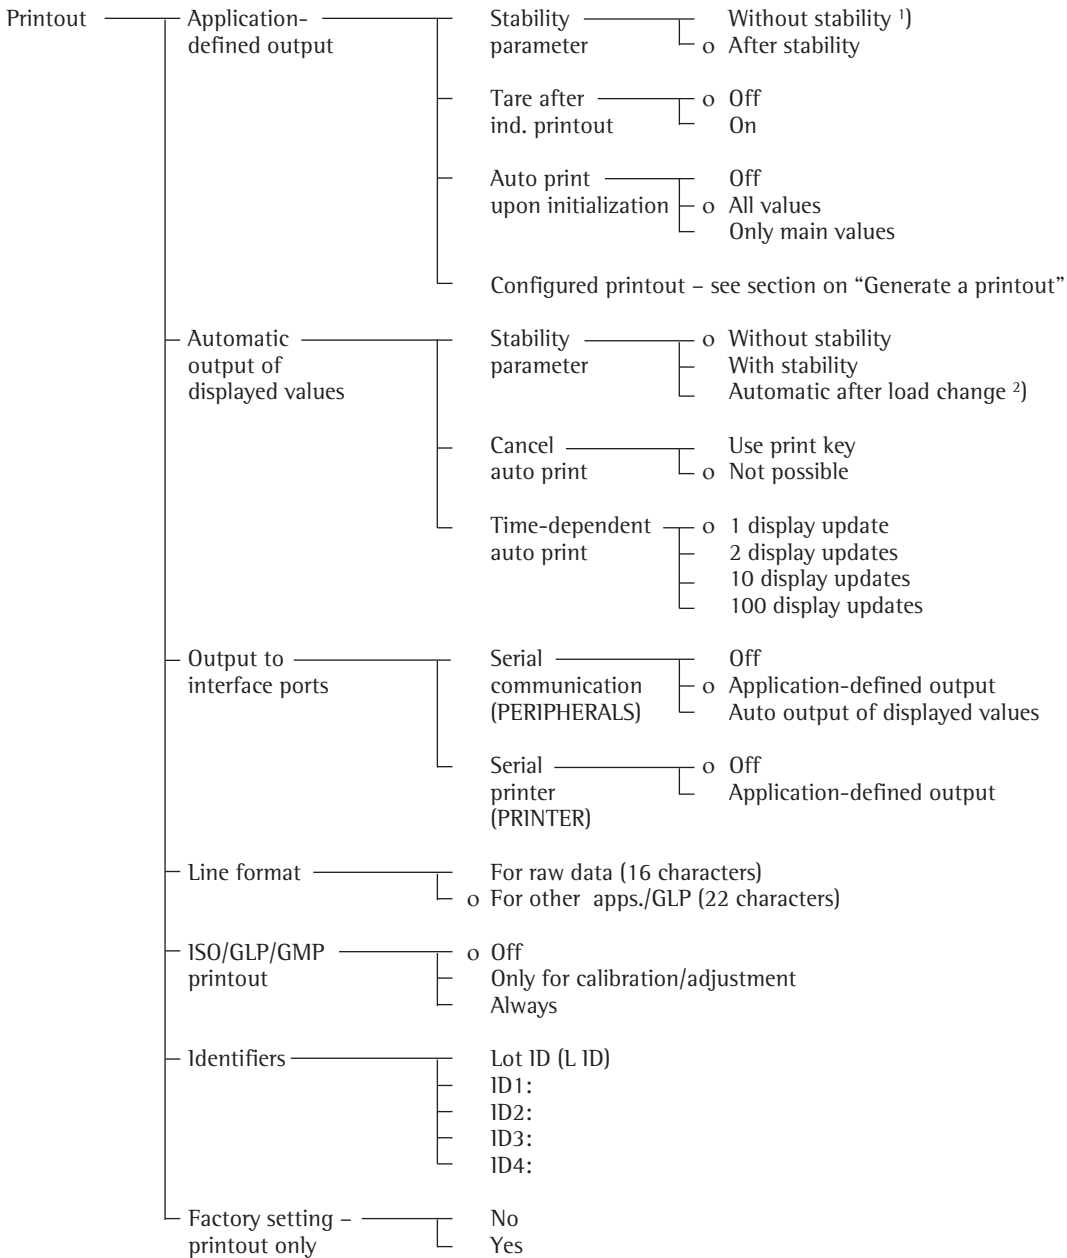 Printout Application- Stability Without stability ¹)
defined output parameter o After stability
Tare after o Off
ind. printout On
Auto print Off
upon initialization o All values
Only main values
Configured printout – see section on “Generate a printout”
Automatic Stability o Without stability
output of parameter With stability
displayed values Automatic after load change ²)
Cancel Use print key
auto print o Not possible
Time-dependent o 1 display update
auto print 2 display updates
10 display updates
100 display updates
Output to Serial Off
interface ports communication o Application-defined output
(PERIPHERALS) Auto output of displayed values
Serial o Off
printer Application-defined output
(PRINTER)
Line format For raw data (16 characters)
o For other apps./GLP (22 characters)
ISO/GLP/GMP o Off
printout Only for calibration/adjustment
Always
Identifiers Lot ID (L ID)
ID1:
ID2:
ID3:
ID4:
Factory setting – No
printout only Yes